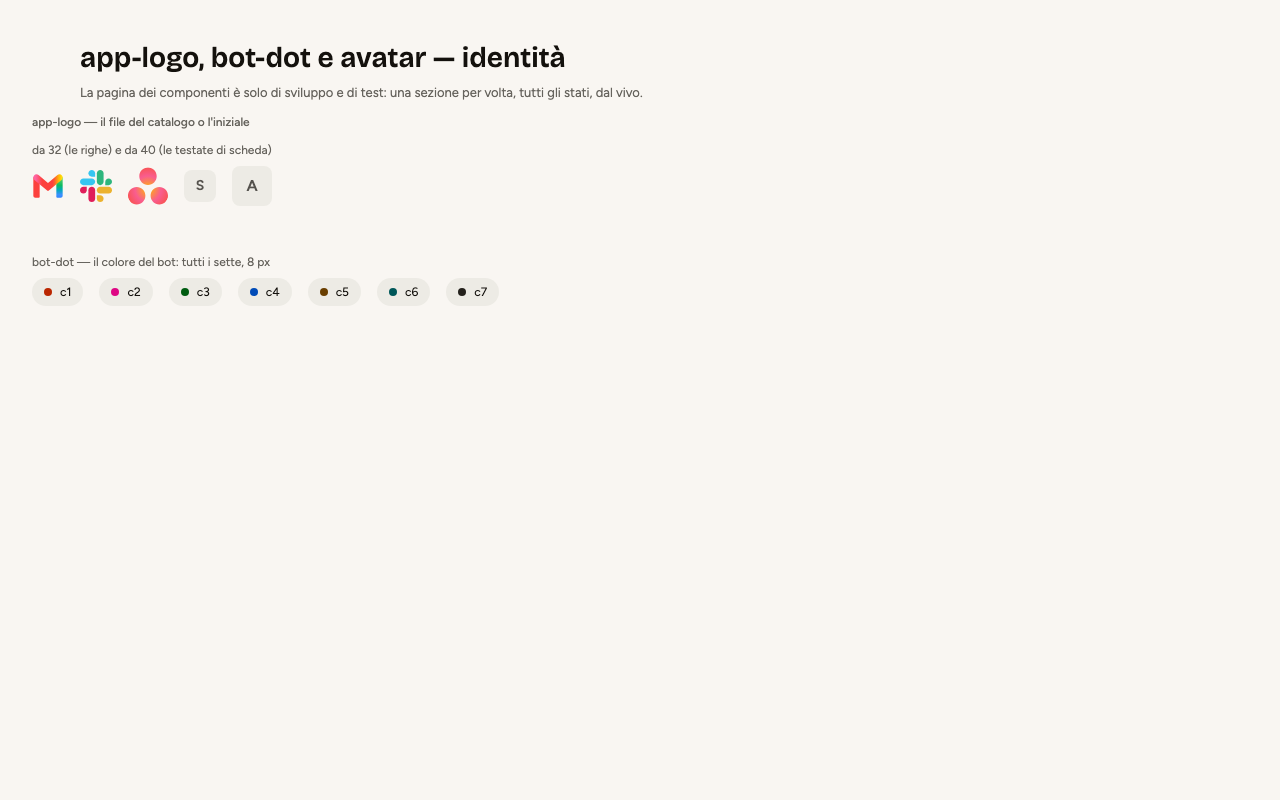 app-logo, bot-dot e avatar — identità
La pagina dei componenti è solo di sviluppo e di test: una sezione per volta, tutti gli stati, dal vivo.
app-logo — il file del catalogo o l'iniziale
da 32 (le righe) e da 40 (le testate di scheda)
S A
bot-dot — il colore del bot: tutti i sette, 8 px
c1 c2 c3 c4 c5 c6 c7